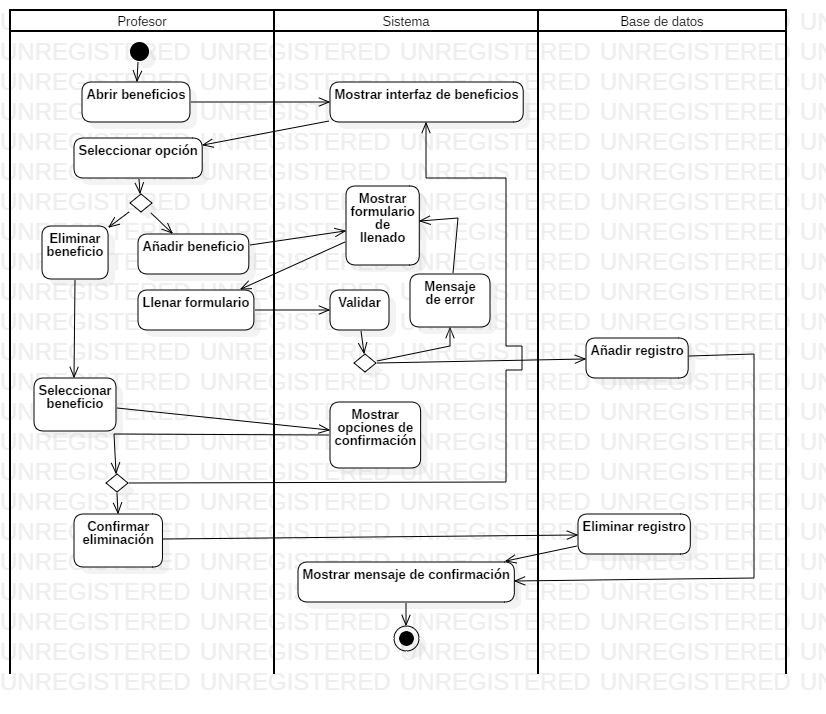 Profesor
Sistema
Base de datos
Abrir beneficios
Mostrar interfaz de beneficios
Seleccionar opción
Mostrar
formulario
de
llenado
Eliminar
beneficio
Añadir beneficio
Llenar formulario
Validar
Mensaje
de error
Añadir registro
Seleccionar
beneficio
Mostrar
opciones de
confirmación
Confirmar
eliminación
Eliminar registro
Mostrar mensaje de confirmación
UNREGISTERED